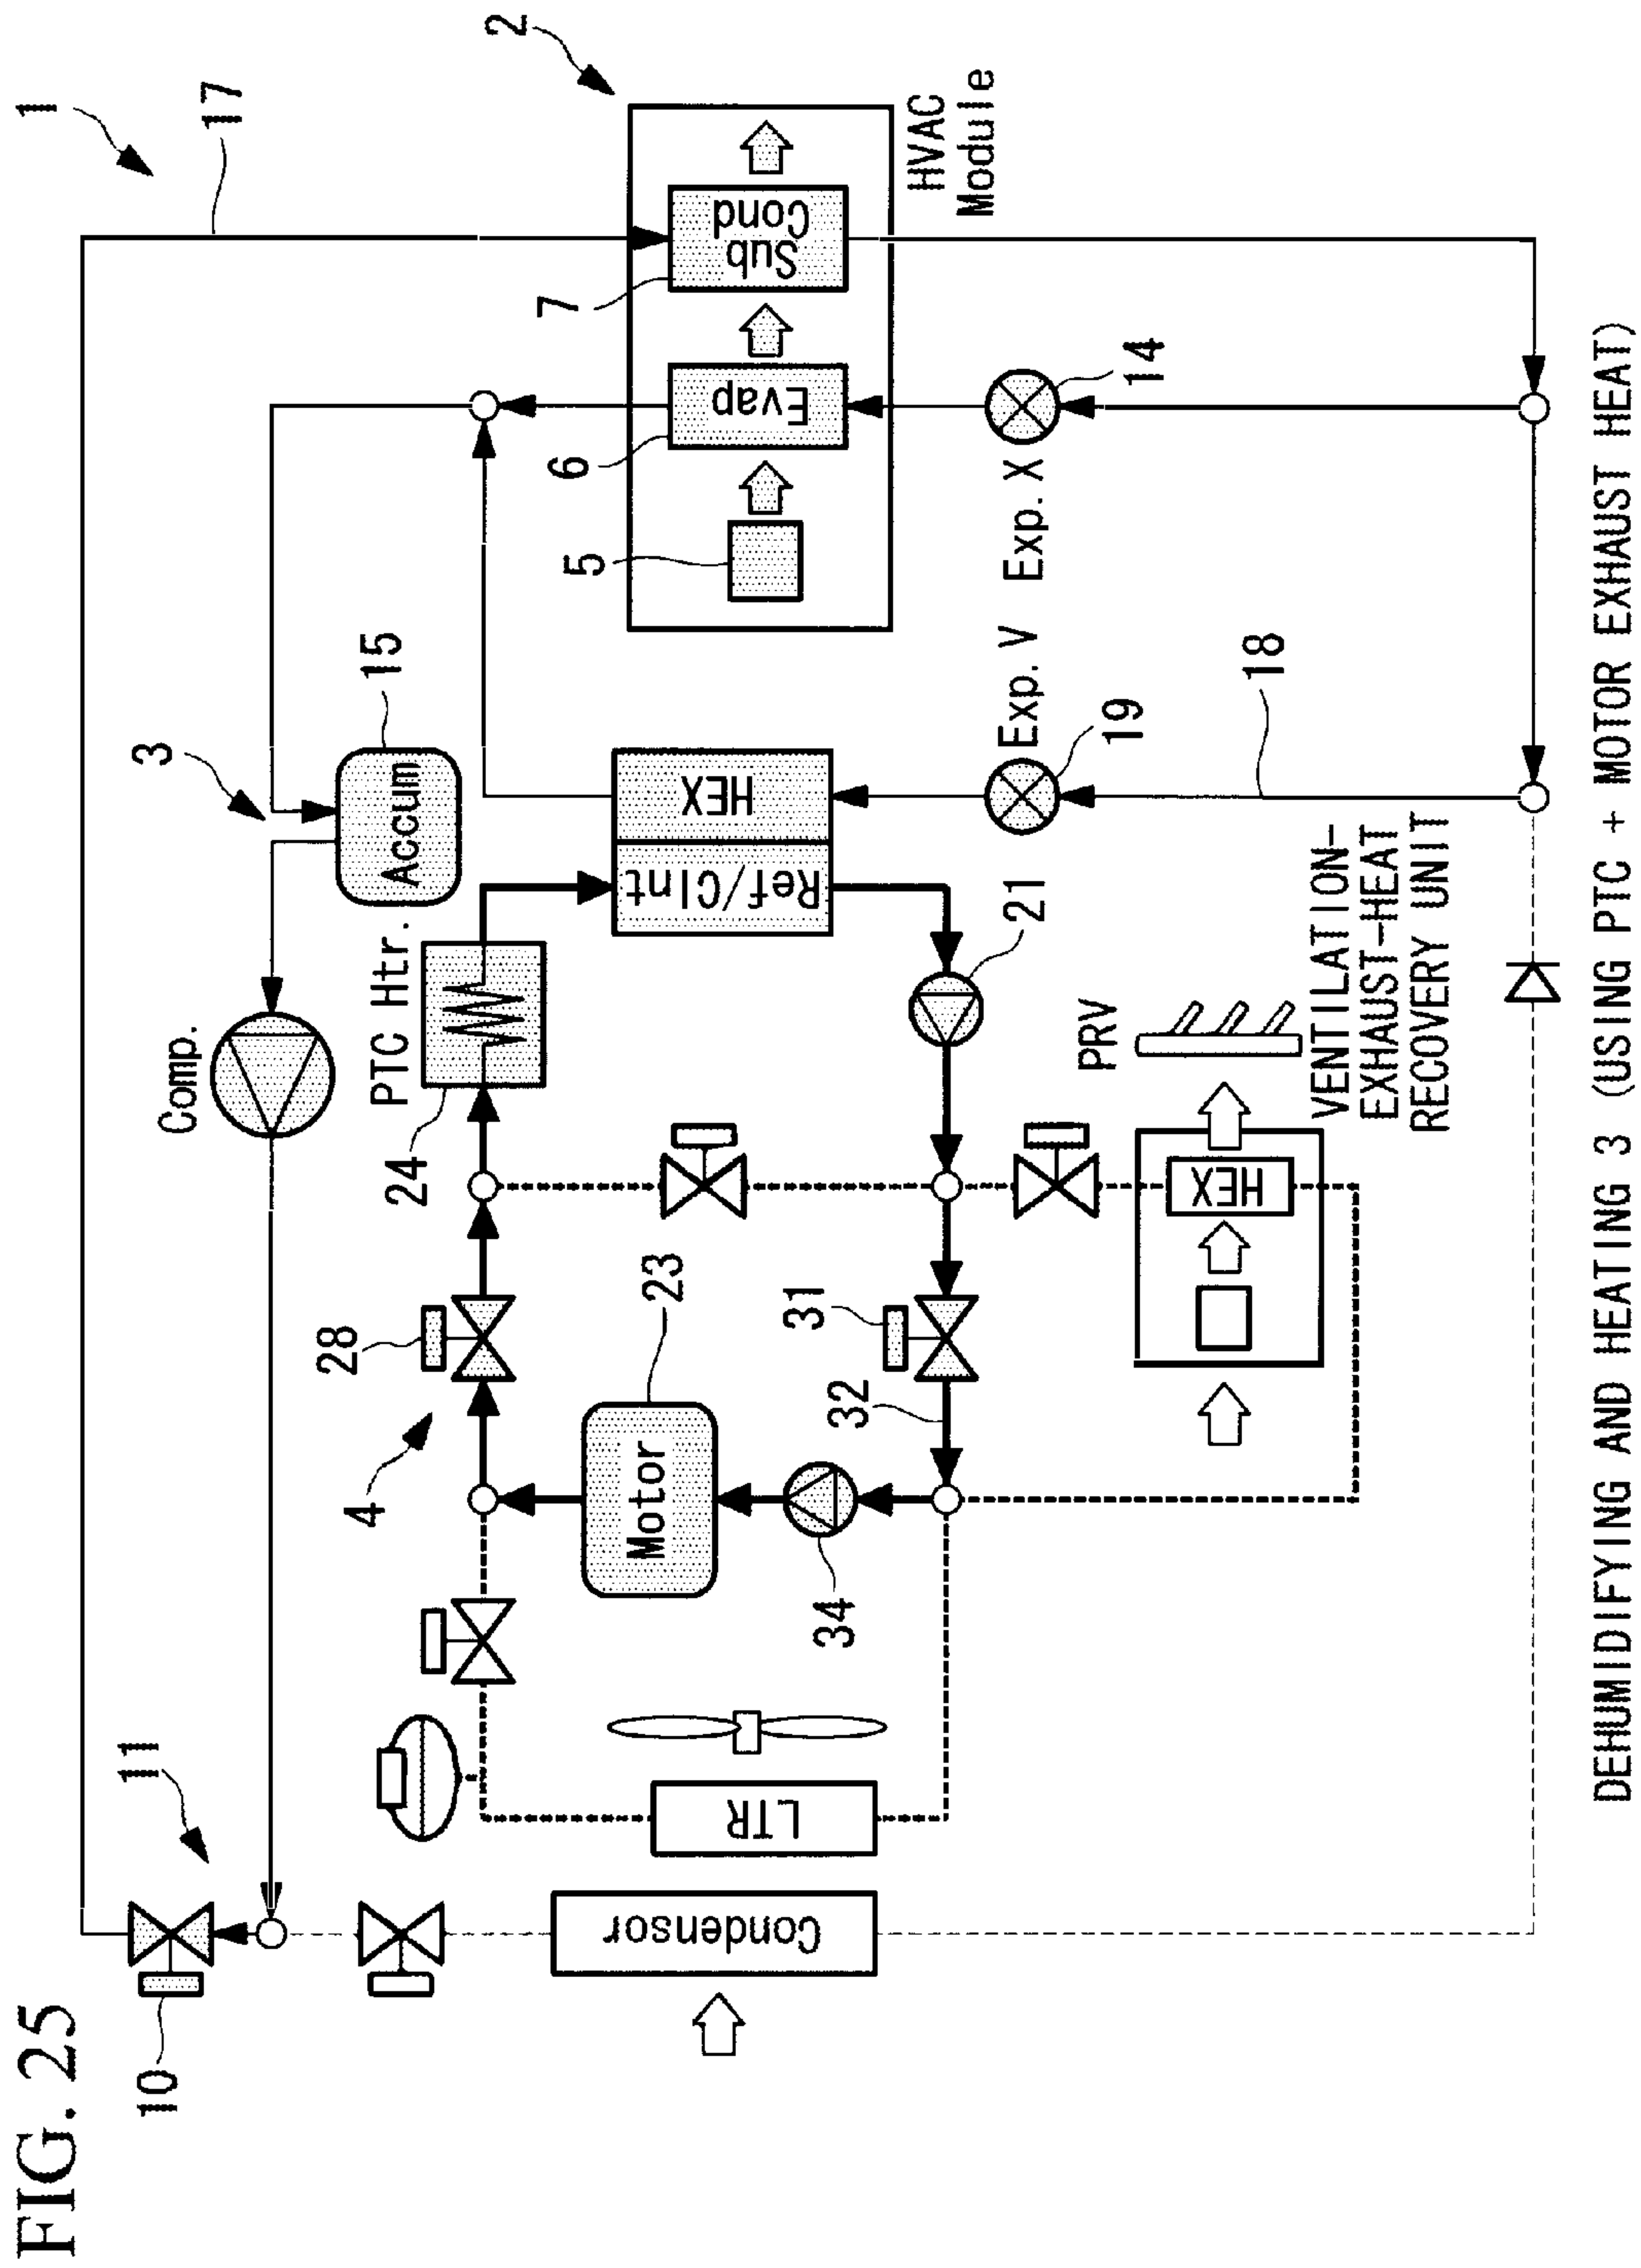 FIG. 25
1
17
2
10
11
Comp.
3
Accum
15
4
28
24
PTC Htr.
Motor
23
34
32
31
21
Ref/Clnt
HEX
5
6
Evap
7
Sub
Cond
HVAC
Module
Condensor
LTR
Exp. V
19
Exp. X
14
18
PRV
HEX
VENTILATION-
EXHAUST-HEAT
RECOVERY UNIT
DEHUMIDIFYING AND HEATING 3 (USING PTC + MOTOR EXHAUST HEAT)